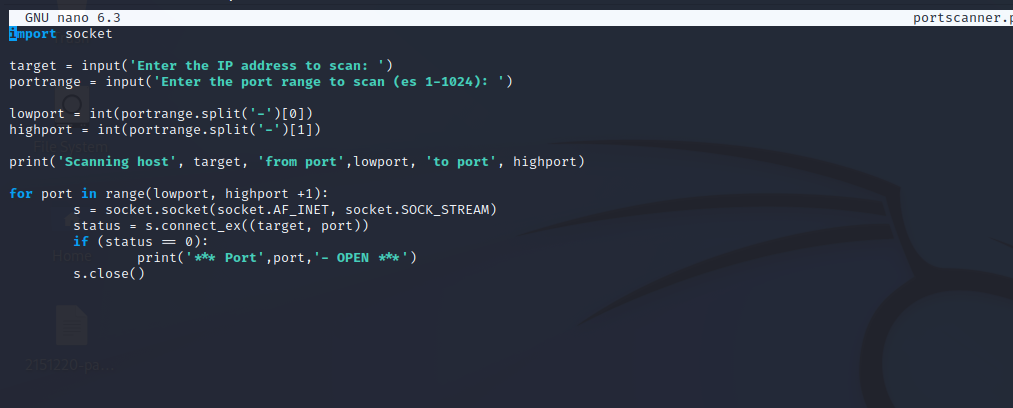 GNU nano 6.3 portscanner.p
import socket
target = input('Enter the IP address to scan: ')
portrange = input('Enter the port range to scan (es 1-1024): ')
lowport = int(portrange.split('-')[0])
highport = int(portrange.split('-')[1])
print('Scanning host', target, 'from port',lowport, 'to port', highport)
for port in range(lowport, highport +1):
s = socket.socket(socket.AF_INET, socket.SOCK_STREAM)
status = s.connect_ex((target, port))
if (status == 0):
print('*** Port',port,'- OPEN ***')
s.close()
File System
Home
2151220-pa...